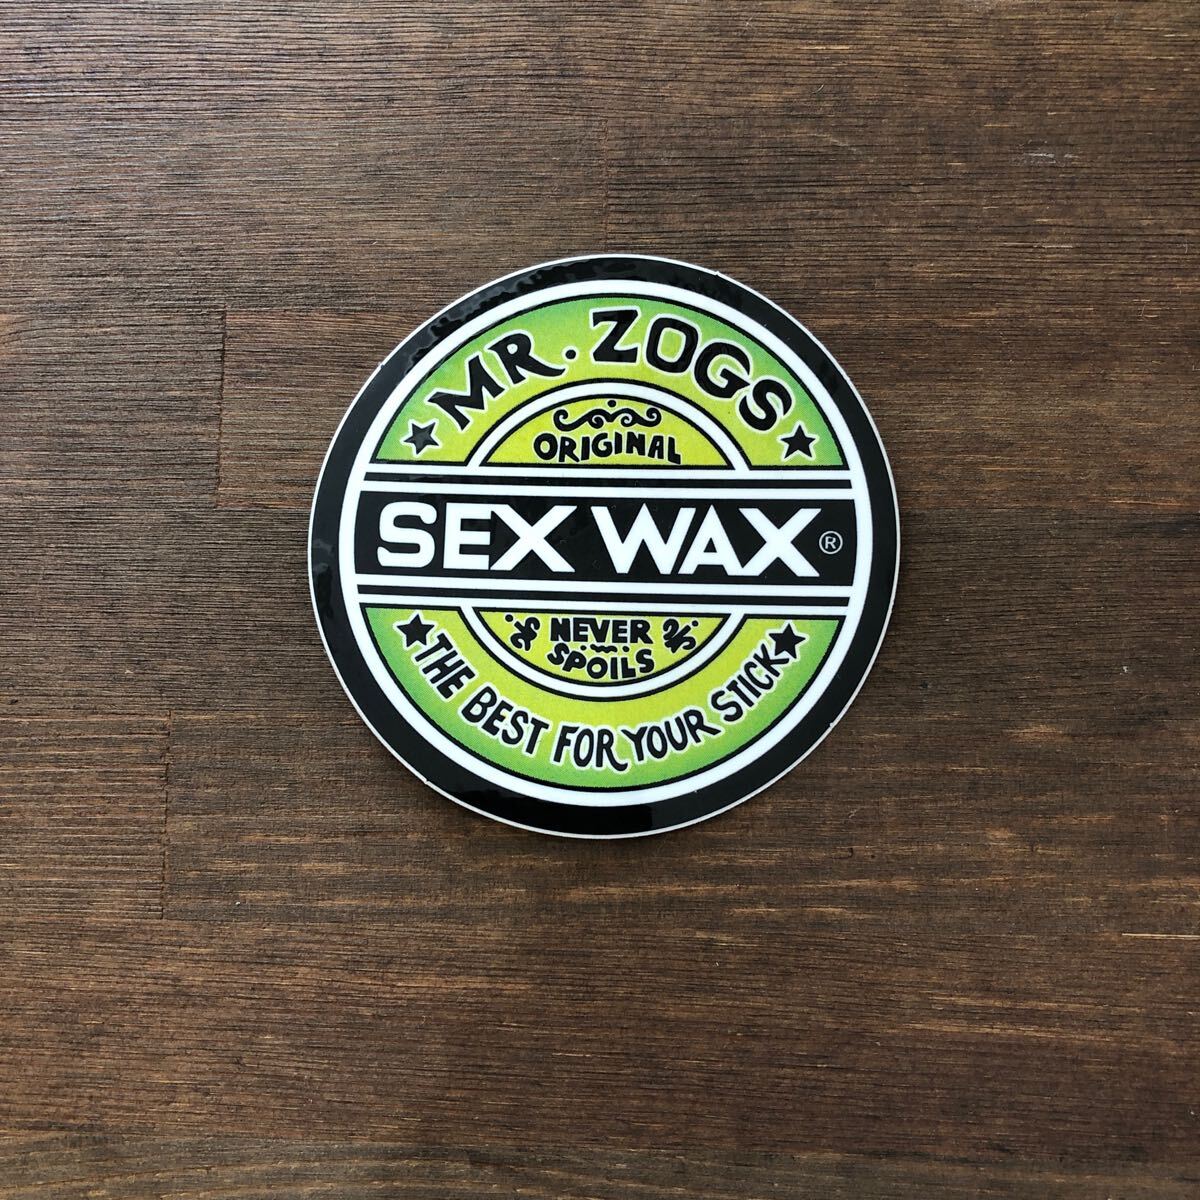 MR. ZOGS
ORIGINAL
SEX WAX®
NEVER
SPOILS
THE BEST FOR YOUR STICK